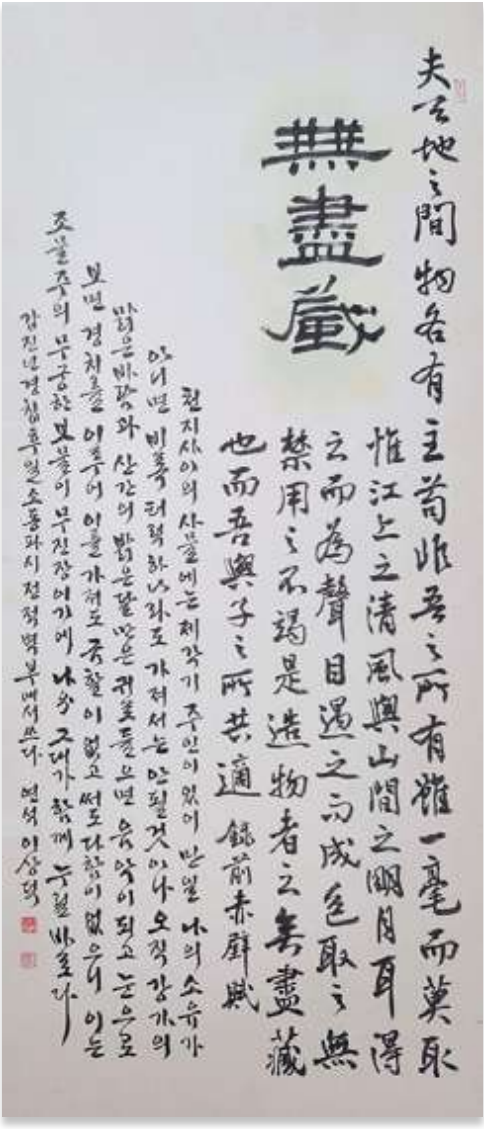 夫天地之間物各有主苟非吾之所有雖一毫而莫取
無盡藏
惟江上之清風與山間之明月耳得
之而為聲目遇之而成色取之無
禁用之不竭是造物者之無盡藏
也而吾與子之所共適 錄前赤壁賦
천지사이의 사물에는 제각기 주인이 있어 만일 나의 소유가
아니면 비록 터럭 하나라도 가져서는 안될것이나 오직 강가의
맑은 바람과 산간의 밝은달만은 귀로 들으면 음악이 되고 눈으로
보면 경치를 이루어 이를 가져도 금할이 없고 써도 다함이 없으니 이는
조물주의 무궁한 보물이 무진장이기에 나와 그대가 함께 누릴 바로다
갑진년경칩후일소동파시전적벽부에서쓰다 연석 이상덕